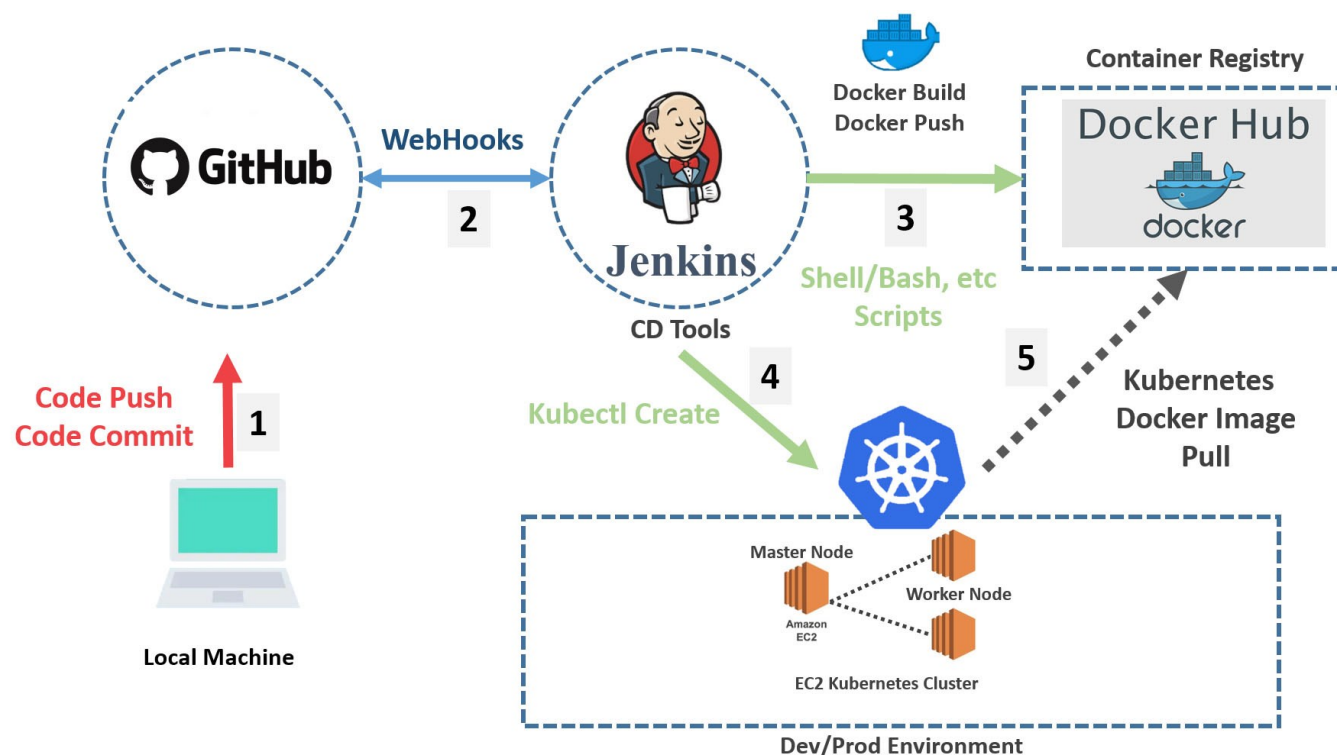 Container Registry
Docker Build
Docker Push
Docker Hub
docker
GitHub
WebHooks
2
Jenkins
CD Tools
3
Shell/Bash, etc
Scripts
Code Push
Code Commit
1
4
Kubectl Create
5
Kubernetes
Docker Image
Pull
Local Machine
Master Node
Amazon
EC2
Worker Node
EC2 Kubernetes Cluster
Dev/Prod Environment